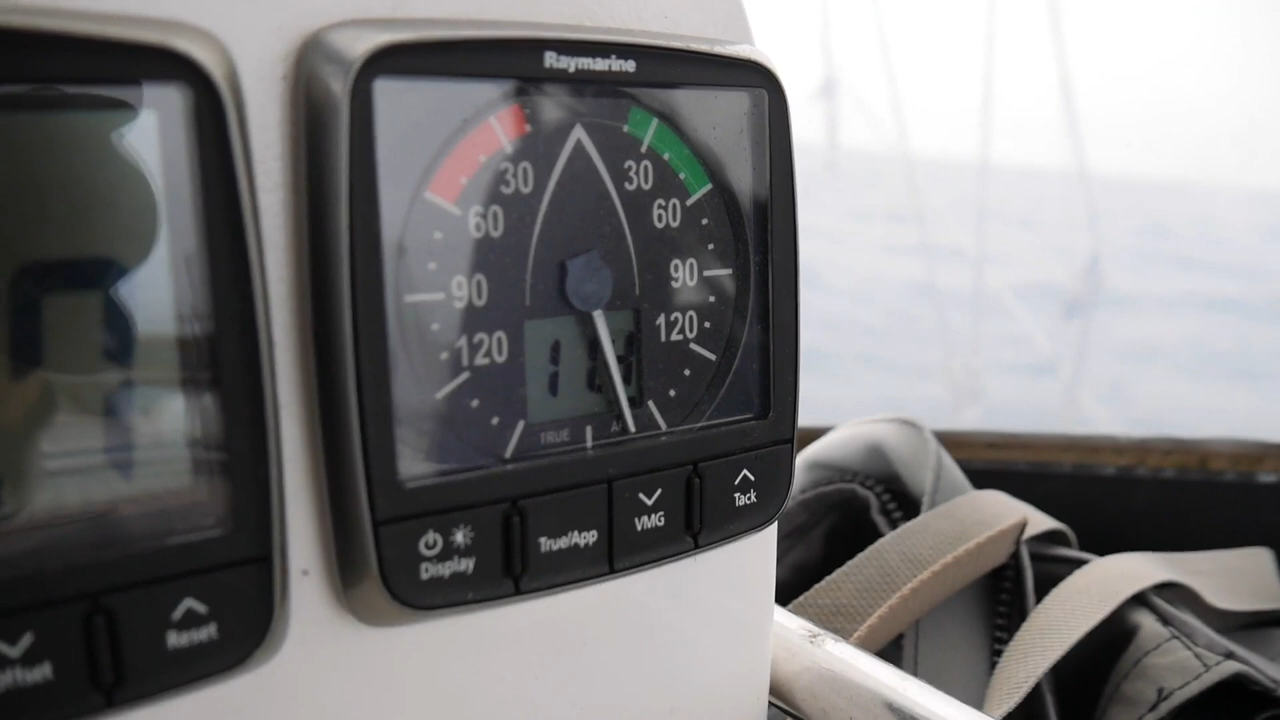 Raymarine
30
30
60
60
90
90
120
120
TRUE
Display
True/App
VMG
Tack
Reset